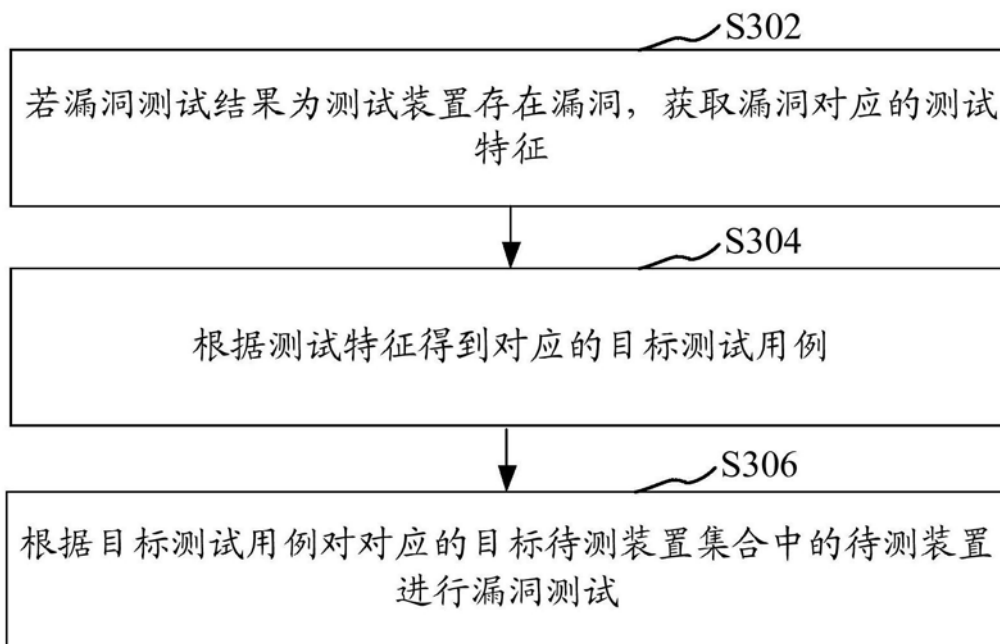 S302
若漏洞测试结果为测试装置存在漏洞，获取漏洞对应的测试
特征
S304
根据测试特征得到对应的目标测试用例
S306
根据目标测试用例对对应的目标待测装置集合中的待测装置
进行漏洞测试